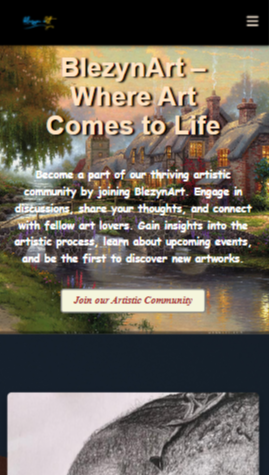 BlezynArt –
Where Art
Comes to Life
Become a part of our thriving artistic
community by joining BlezynArt. Engage in
discussions, share your thoughts, and connect
with fellow art lovers. Gain insights into the
artistic process, learn about upcoming events,
and be the first to discover new artworks.
Join our Artistic Community